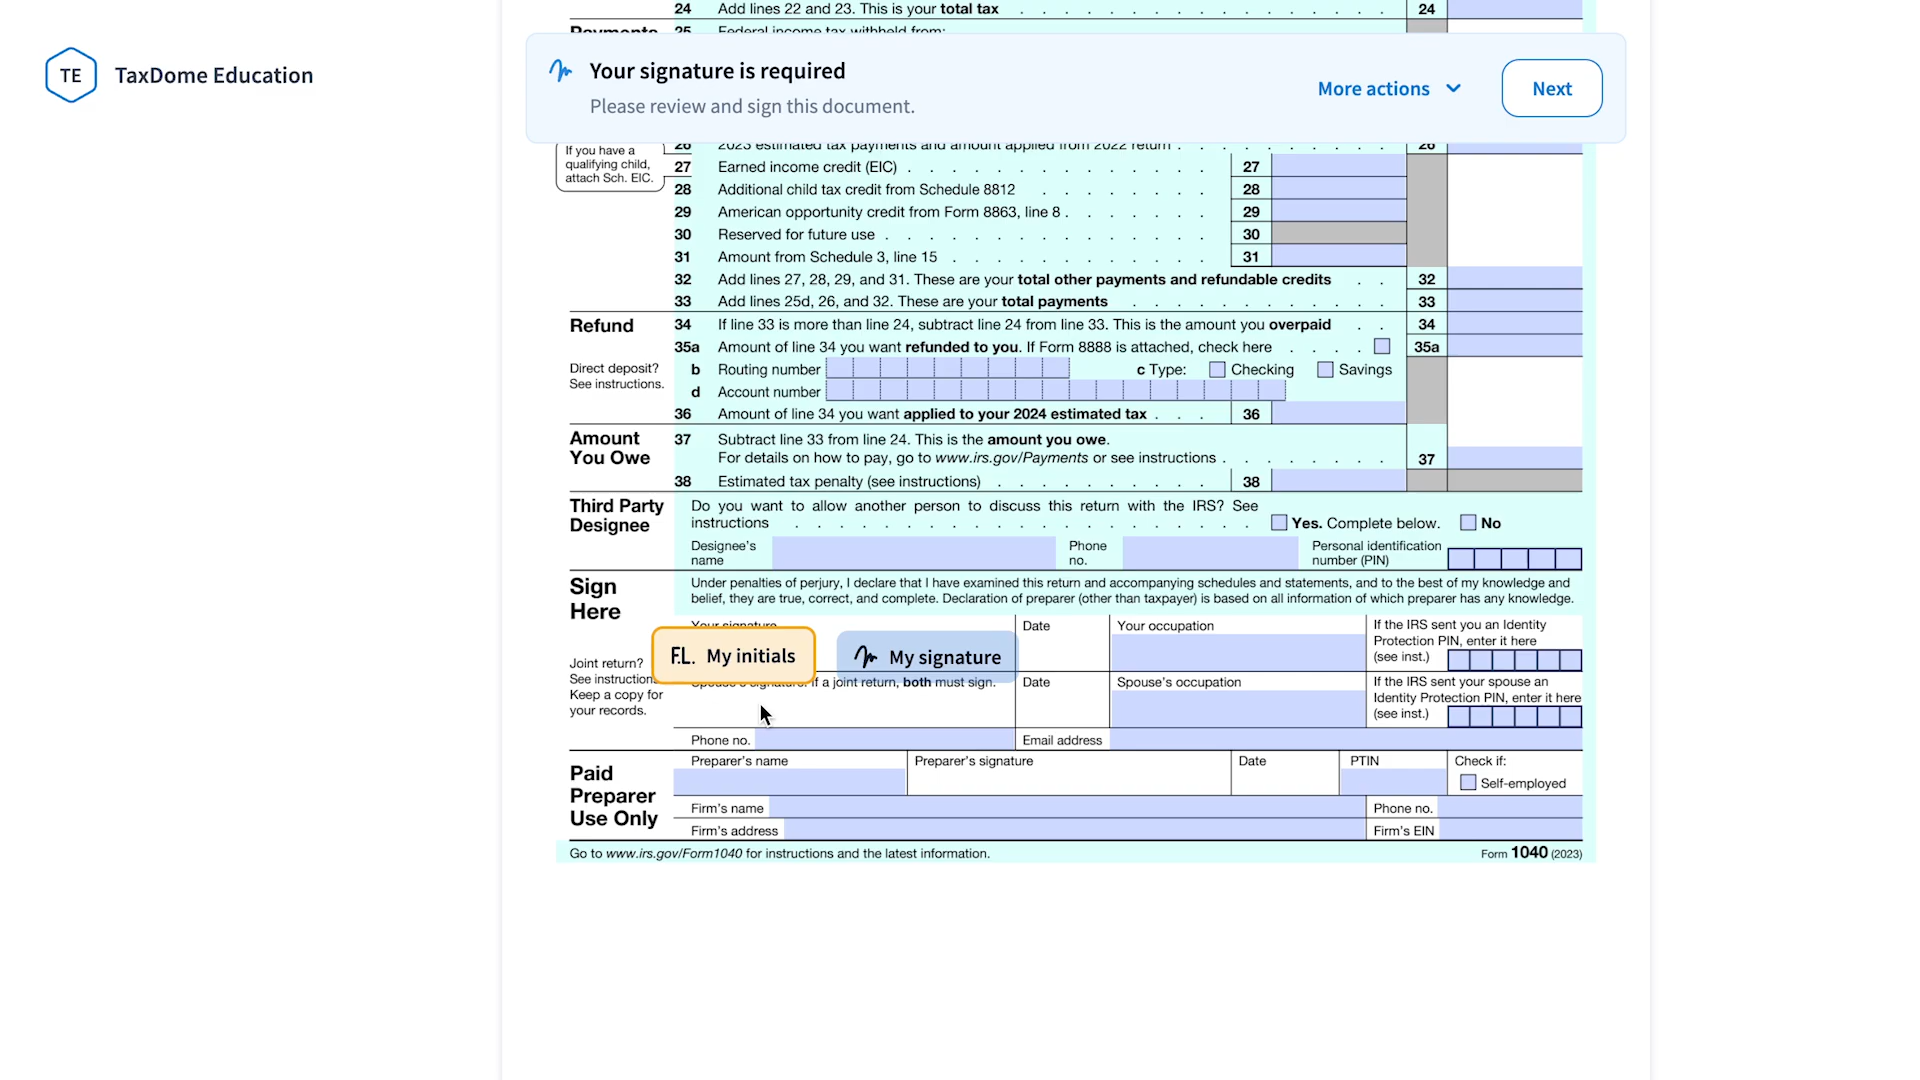 24 Add lines 22 and 23. This is your total tax 24
TE TaxDome Education
Your signature is required
Please review and sign this document.
More actions
Next
If you have a
qualifying child,
attach Sch. EIC.
26 2023 estimated tax payments and amount applied from 2022 return 26
27 Earned income credit (EIC) 27
28 Additional child tax credit from Schedule 8812 28
29 American opportunity credit from Form 8863, line 8 29
30 Reserved for future use 30
31 Amount from Schedule 3, line 15 31
32 Add lines 27, 28, 29, and 31. These are your total other payments and refundable credits 32
33 Add lines 25d, 26, and 32. These are your total payments 33
Refund
34 If line 33 is more than line 24, subtract line 24 from line 33. This is the amount you overpaid 34
35a Amount of line 34 you want refunded to you. If Form 8888 is attached, check here 35a
Direct deposit?
See instructions.
b Routing number c Type: Checking Savings
d Account number
36 Amount of line 34 you want applied to your 2024 estimated tax 36
Amount
You Owe
37 Subtract line 33 from line 24. This is the amount you owe.
For details on how to pay, go to www.irs.gov/Payments or see instructions 37
38 Estimated tax penalty (see instructions) 38
Third Party
Designee
Do you want to allow another person to discuss this return with the IRS? See
instructions Yes. Complete below. No
Designee's
name
Phone
no.
Personal identification
number (PIN)
Sign
Here
Under penalties of perjury, I declare that I have examined this return and accompanying schedules and statements, and to the best of my knowledge and
belief, they are true, correct, and complete. Declaration of preparer (other than taxpayer) is based on all information of which preparer has any knowledge.
Your signature
Date
Your occupation
If the IRS sent you an Identity
Protection PIN, enter it here
(see inst.)
F.L. My initials
My signature
Joint return?
See instruction
Keep a copy for
your records.
Spouse's signature. If a joint return, both must sign.
Date
Spouse's occupation
If the IRS sent your spouse an
Identity Protection PIN, enter it here
(see inst.)
Phone no.
Email address
Paid
Preparer
Use Only
Preparer's name
Preparer's signature
Date
PTIN
Check if:
Self-employed
Firm's name
Phone no.
Firm's address
Firm's EIN
Go to www.irs.gov/Form1040 for instructions and the latest information.
Form 1040 (2023)